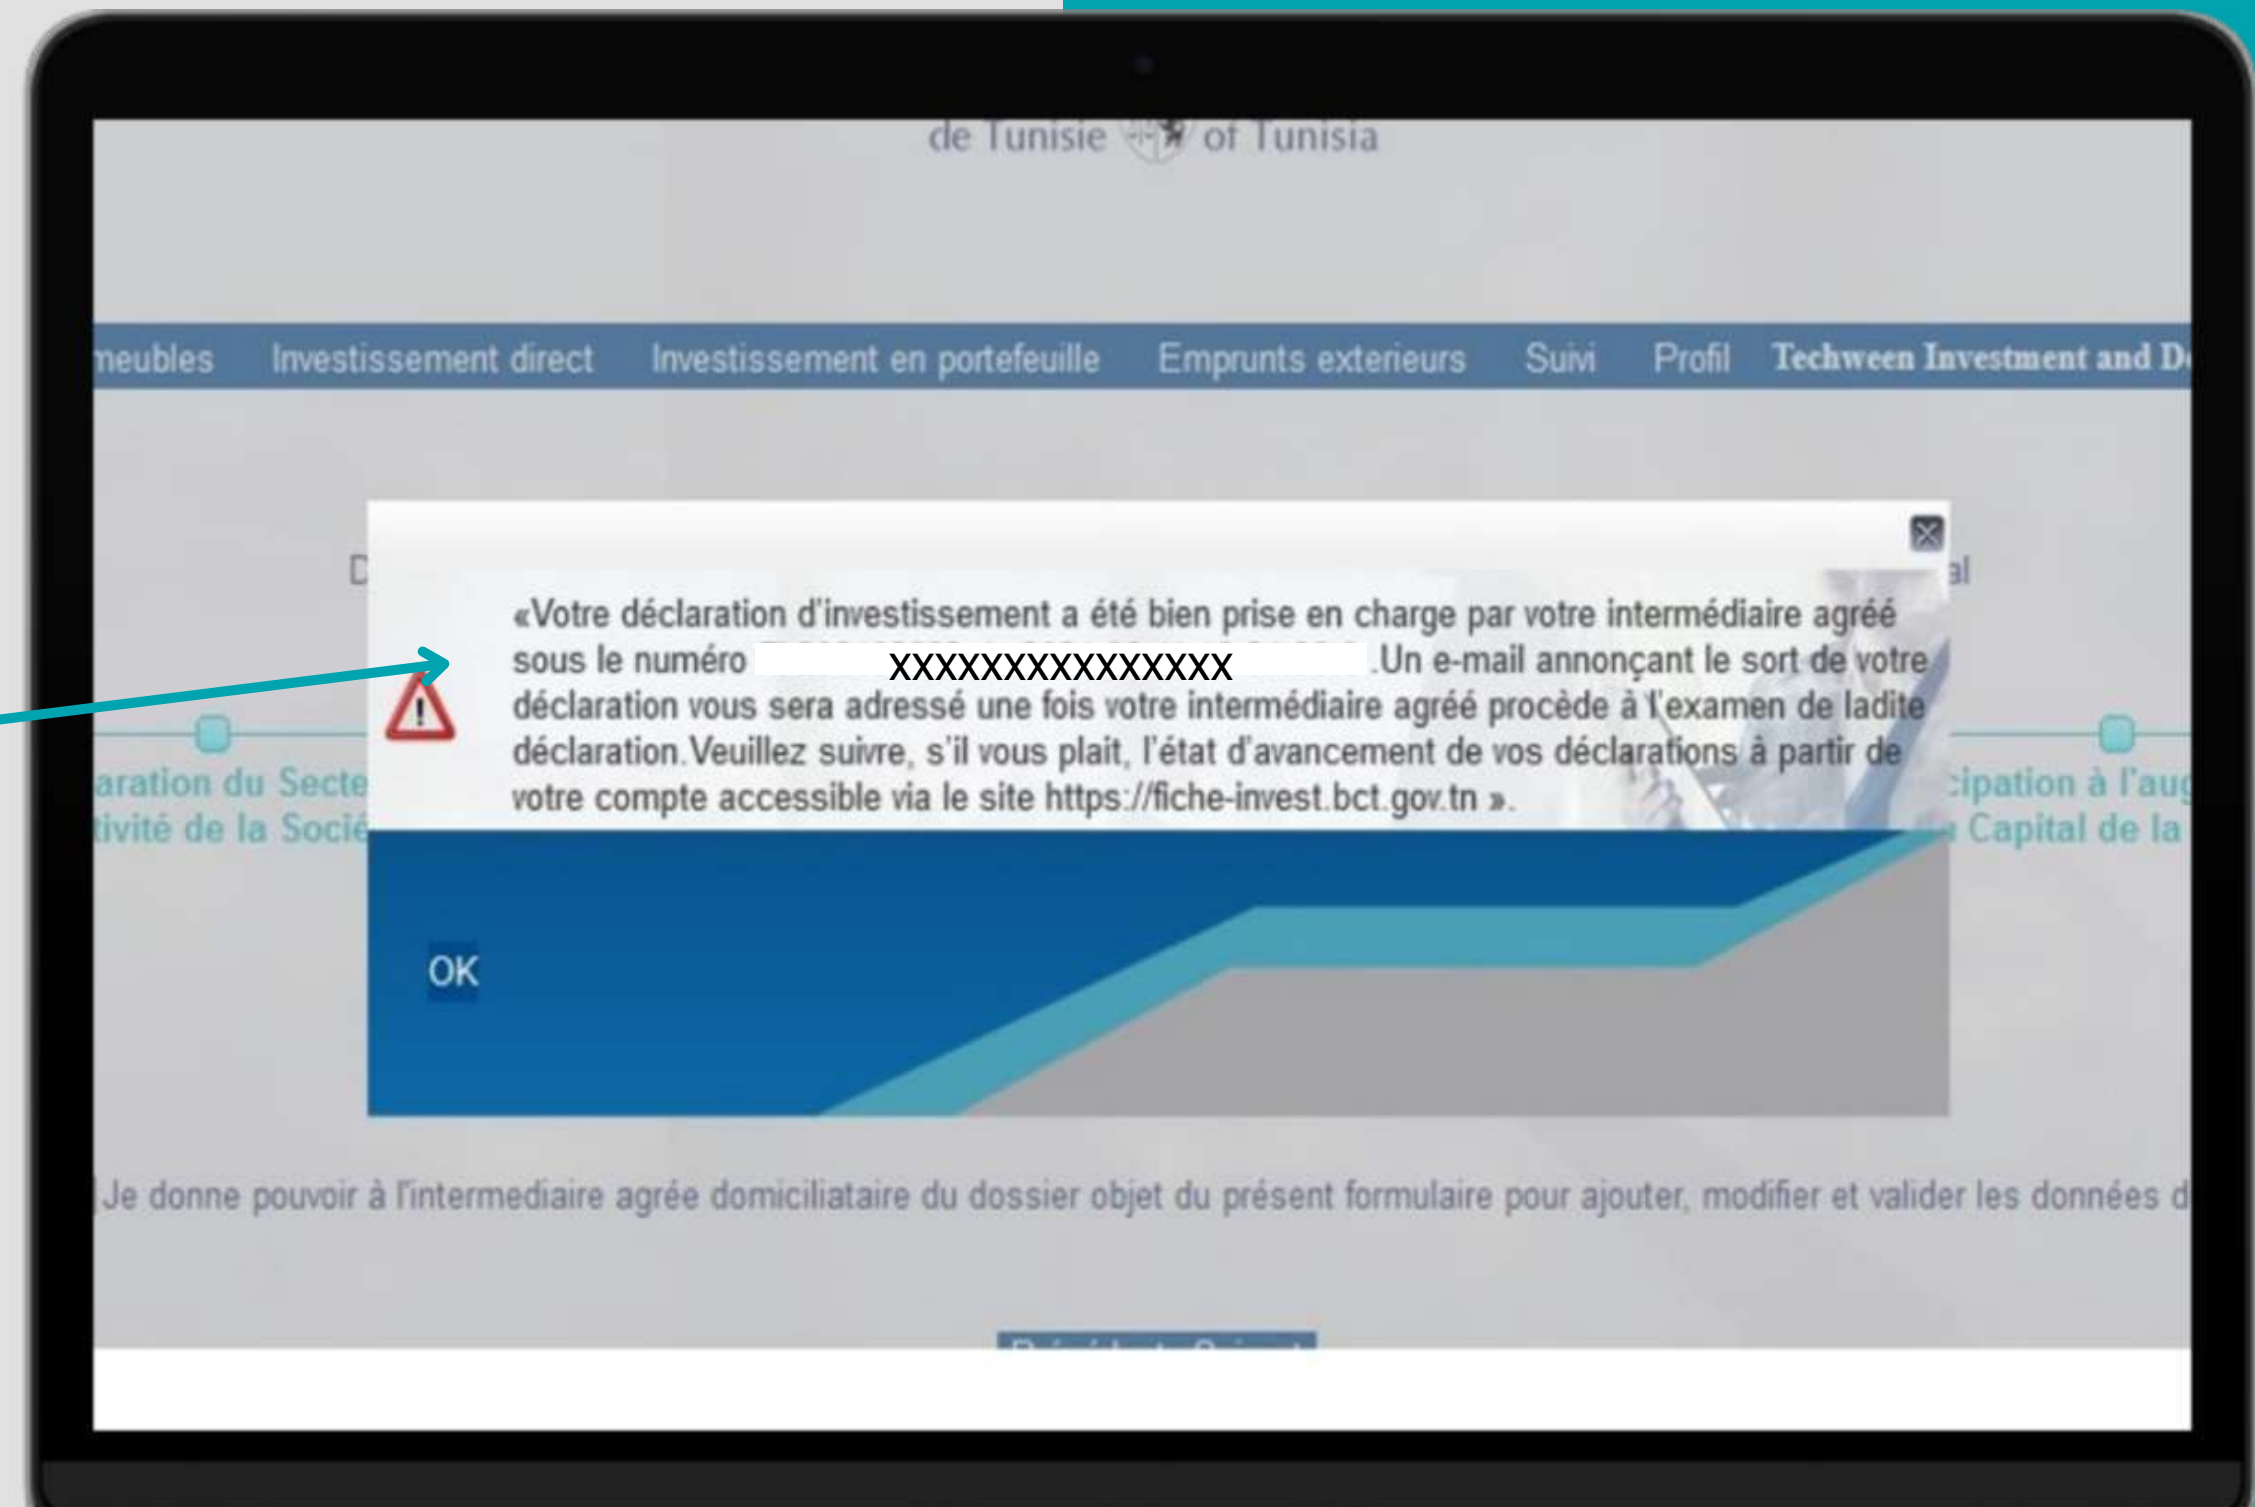 de Tunisie of Tunisia
meubles Investissement direct Investissement en portefeuille Emprunts exterieurs Suivi Profil Techween Investment and D
«Votre déclaration d'investissement a été bien prise en charge par votre intermédiaire agréé
sous le numéro XXXXXXXXXXXXXXX .Un e-mail annonçant le sort de votre
déclaration vous sera adressé une fois votre intermédiaire agréé procède à l'examen de ladite
déclaration.Veuillez suivre, s'il vous plait, l'état d'avancement de vos déclarations à partir de
votre compte accessible via le site https://fiche-invest.bct.gov.tn ».
aration du Secte
tivité de la Socié
cipation à l'aug
Capital de la
OK
Je donne pouvoir à l'intermediaire agrée domiciliataire du dossier objet du présent formulaire pour ajouter, modifier et valider les données d